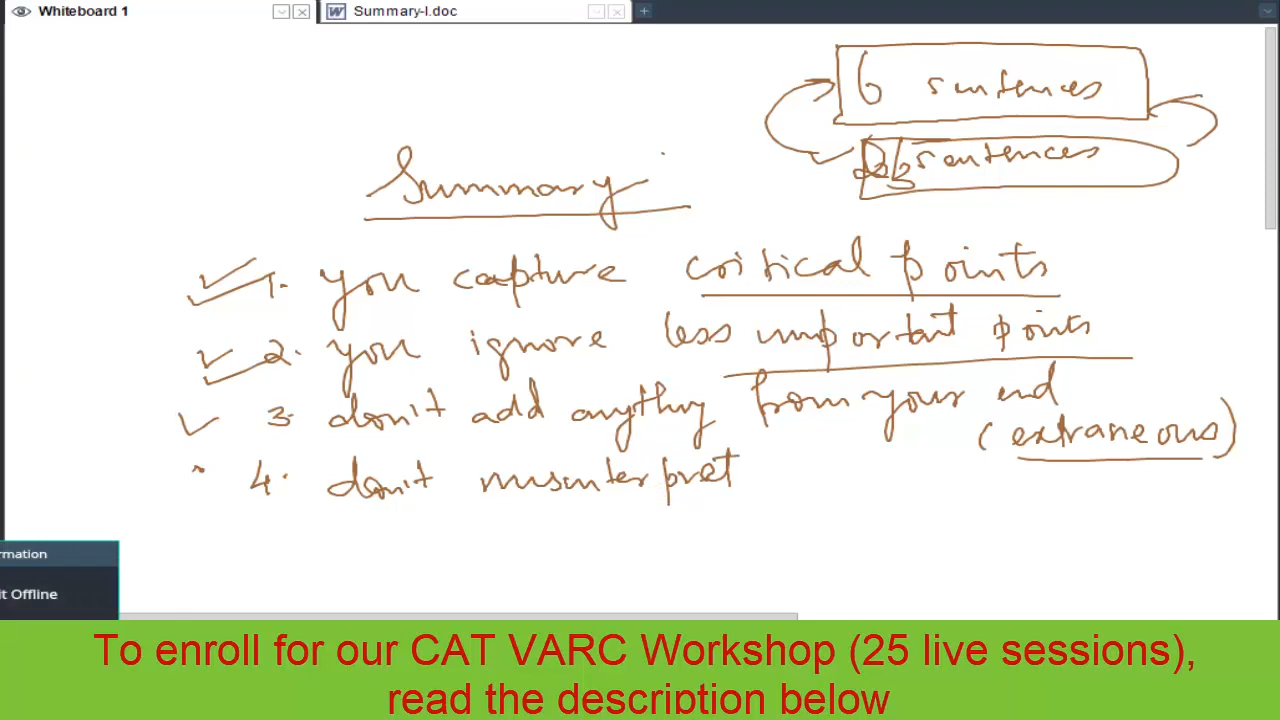 Whiteboard 1
Summary-I.doc
6 sentences
sentences
Summary
1. you capture critical points
2. you ignore less important points
3. don't add anything from your end
(extraneous)
4. don't misinterpret
rmation
it Offline
To enroll for our CAT VARC Workshop (25 live sessions),
read the description below